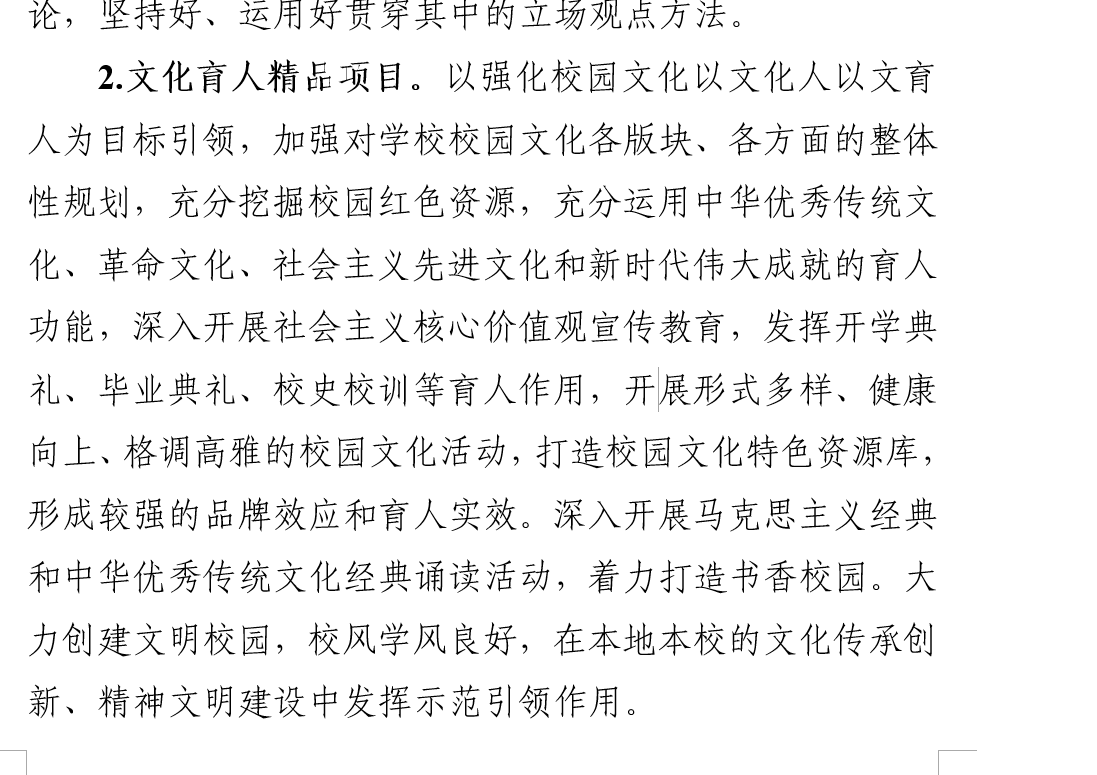 论，坚持好、运用好贯穿其中的立场观点方法。
2.文化育人精品项目。以强化校园文化以文化人以文育
人为目标引领，加强对学校校园文化各版块、各方面的整体
性规划，充分挖掘校园红色资源，充分运用中华优秀传统文
化、革命文化、社会主义先进文化和新时代伟大成就的育人
功能，深入开展社会主义核心价值观宣传教育，发挥开学典
礼、毕业典礼、校史校训等育人作用，开展形式多样、健康
向上、格调高雅的校园文化活动，打造校园文化特色资源库，
形成较强的品牌效应和育人实效。深入开展马克思主义经典
和中华优秀传统文化经典诵读活动，着力打造书香校园。大
力创建文明校园，校风学风良好，在本地本校的文化传承创
新、精神文明建设中发挥示范引领作用。